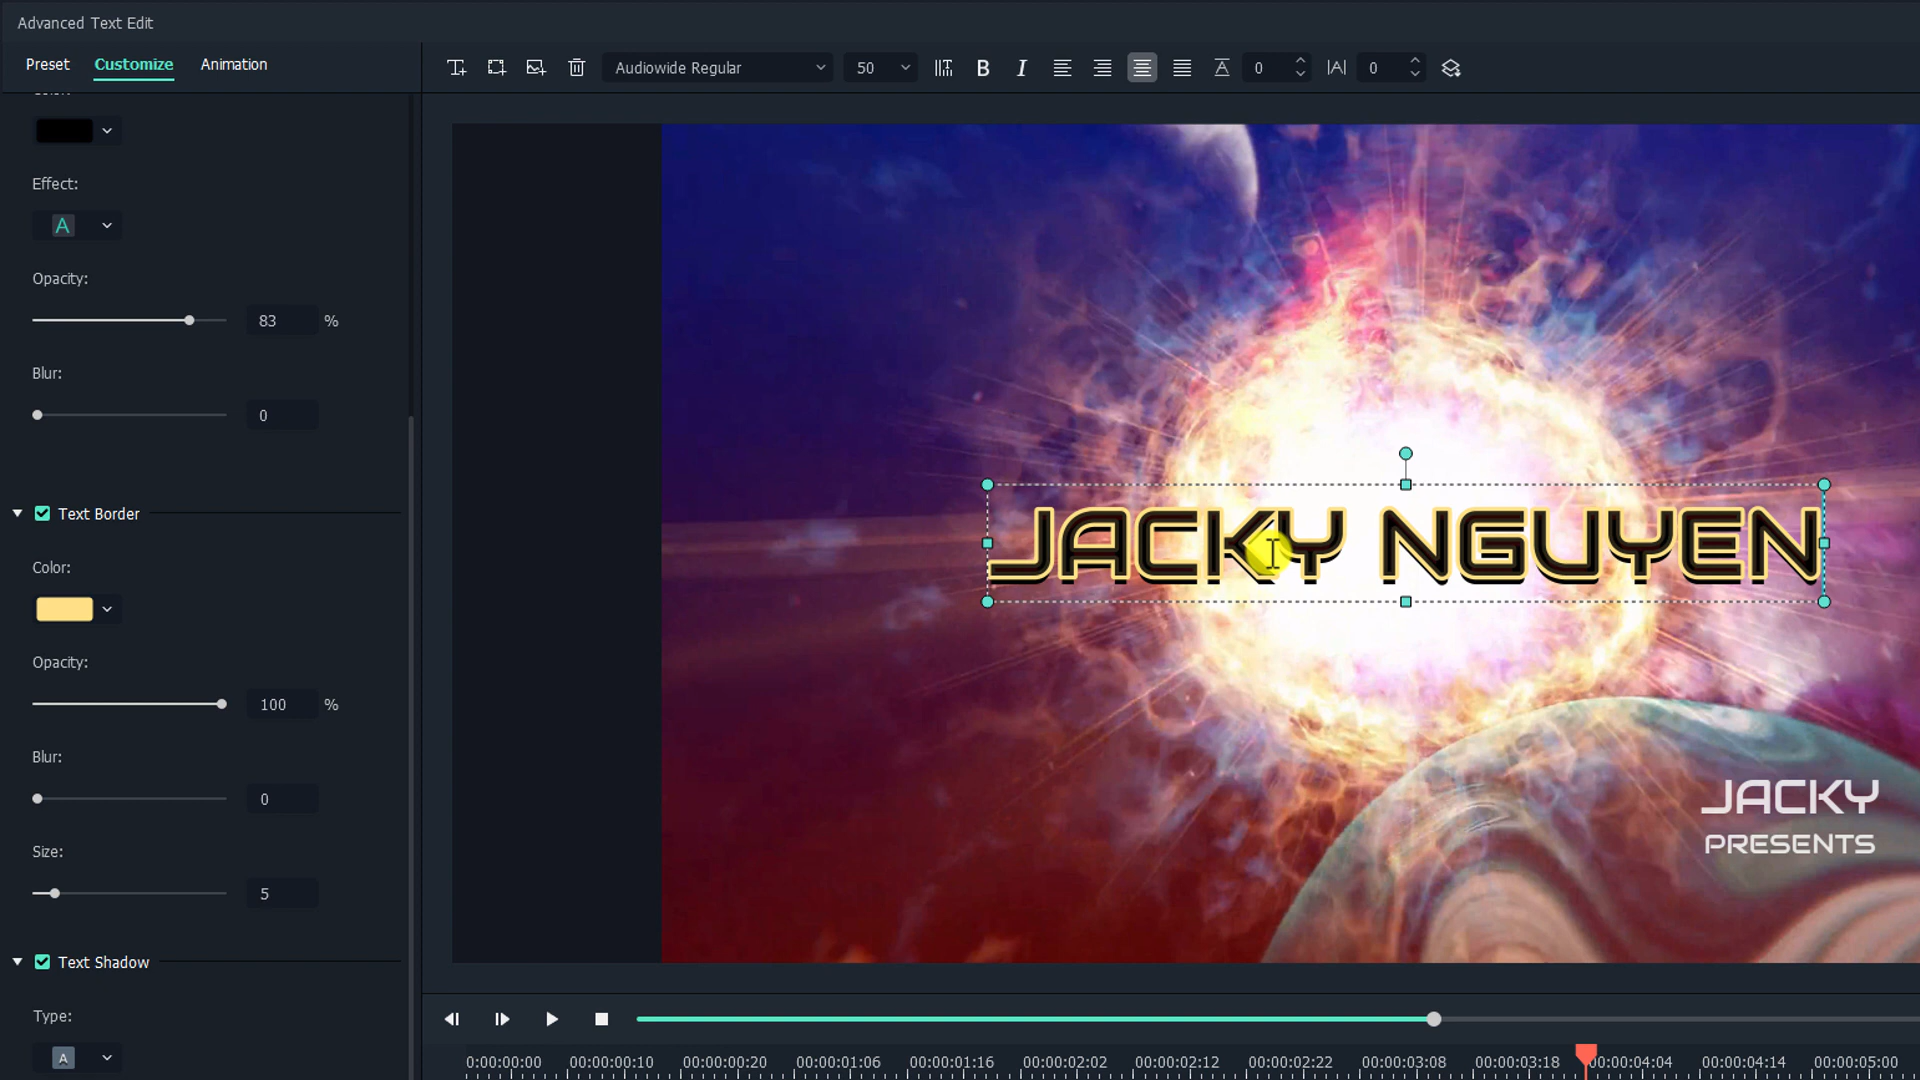 Advanced Text Edit
Preset Customize Animation
Audiowide Regular 50 B I 0 0
Effect:
A
Opacity:
83 %
Blur:
0
Text Border
Color:
Opacity:
100 %
Blur:
0
Size:
5
Text Shadow
Type:
A
JACKY NGUYEN
JACKY
PRESENTS
0:00:00:00 00:00:00:10 00:00:00:20 00:00:01:06 00:00:01:16 00:00:02:02 00:00:02:12 00:00:02:22 00:00:03:08 00:00:03:18 00:00:04:04 00:00:04:14 00:00:05:00